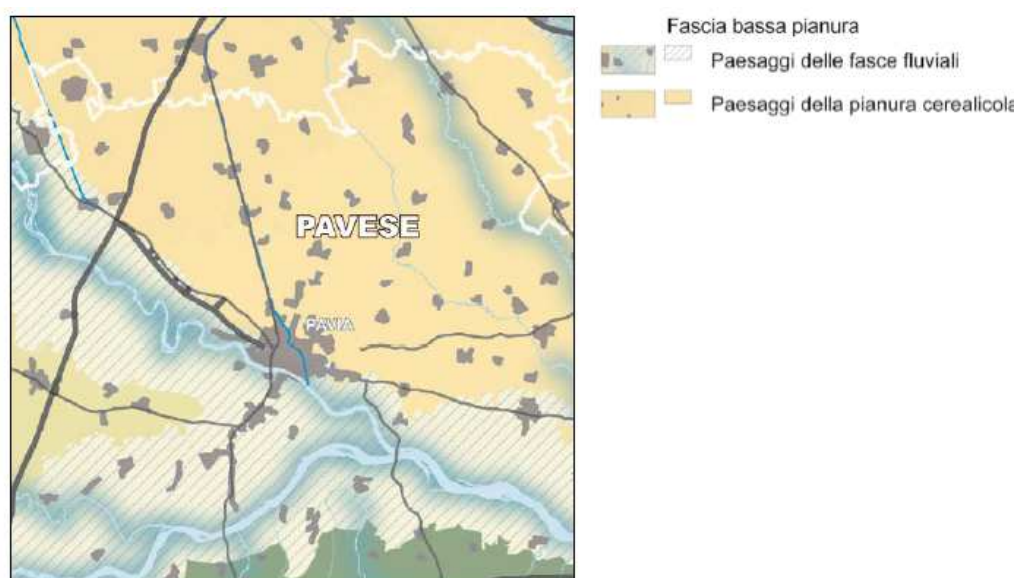 Fascia bassa pianura
Paesaggi delle fasce fluviali
Paesaggi della pianura cerealicola
PAVESE
PAVIA